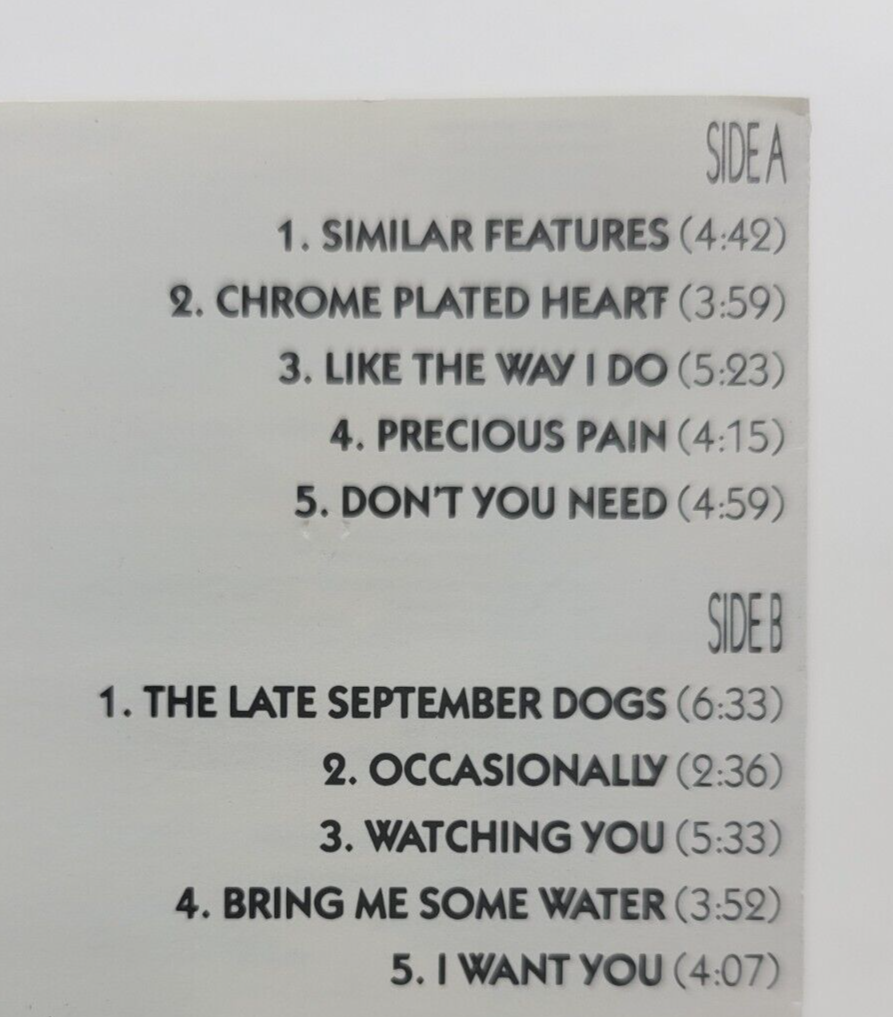 SIDE A
1. SIMILAR FEATURES (4:42)
2. CHROME PLATED HEART (3:59)
3. LIKE THE WAY I DO (5:23)
4. PRECIOUS PAIN (4:15)
5. DON'T YOU NEED (4:59)
SIDE B
1. THE LATE SEPTEMBER DOGS (6:33)
2. OCCASIONALLY (2:36)
3. WATCHING YOU (5:33)
4. BRING ME SOME WATER (3:52)
5. I WANT YOU (4:07)